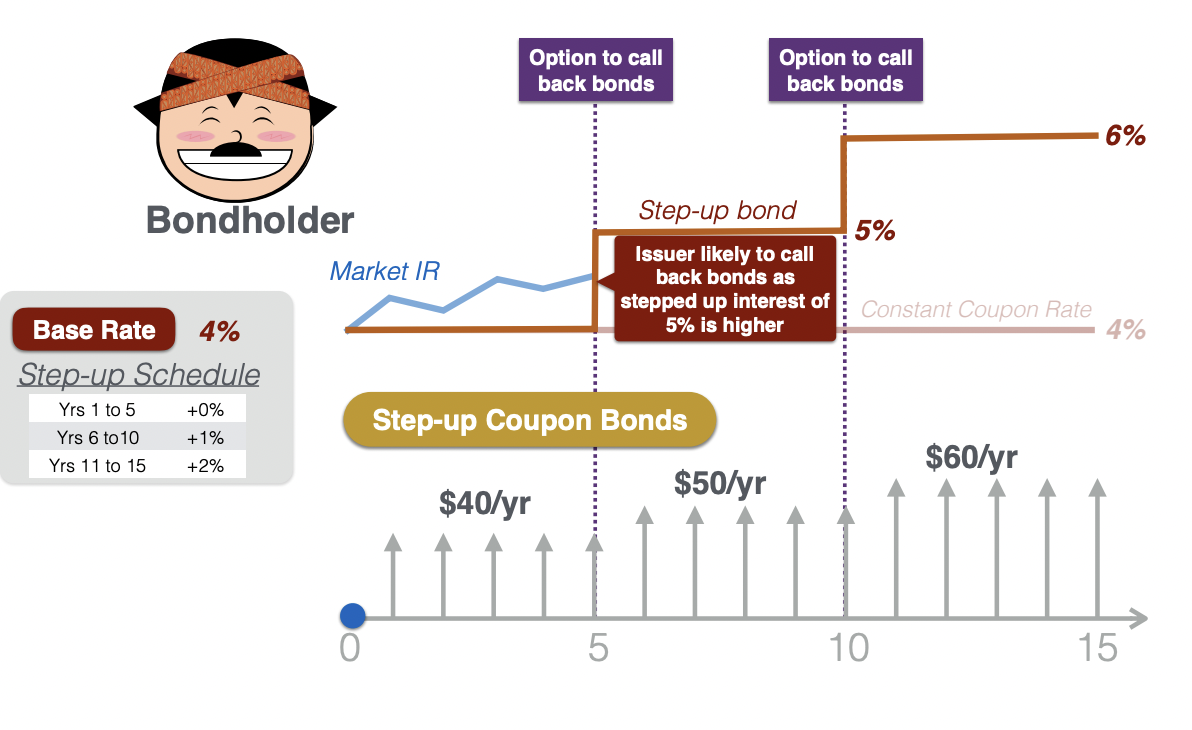 Option to call
back bonds
Option to call
back bonds
6%
Bondholder
Step-up bond
5%
Market IR
Issuer likely to call
back bonds as
stepped up interest of
5% is higher
Constant Coupon Rate
4%
Base Rate 4%
Step-up Schedule
Yrs 1 to 5 +0%
Yrs 6 to10 +1%
Yrs 11 to 15 +2%
Step-up Coupon Bonds
$40/yr
$50/yr
$60/yr
0 5 10 15